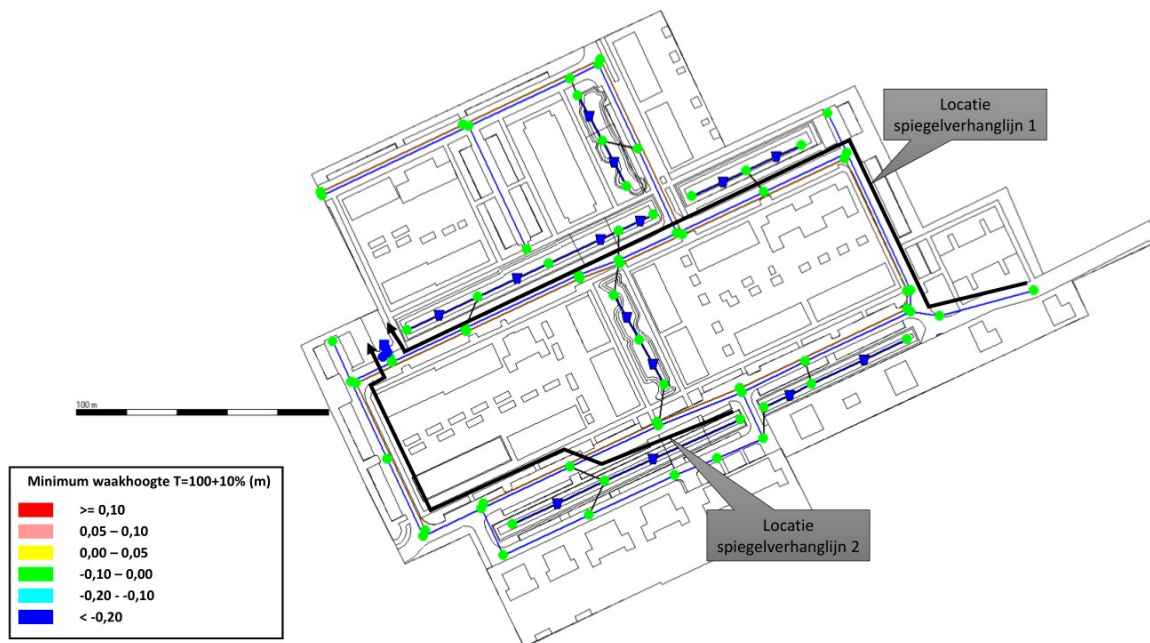 Locatie
spiegelverhanglijn 1
100 m
Minimum waakhoogte T=100+10% (m)
>= 0,10
0,05 – 0,10
0,00 – 0,05
-0,10 – 0,00
-0,20 - -0,10
< -0,20
Locatie
spiegelverhanglijn 2